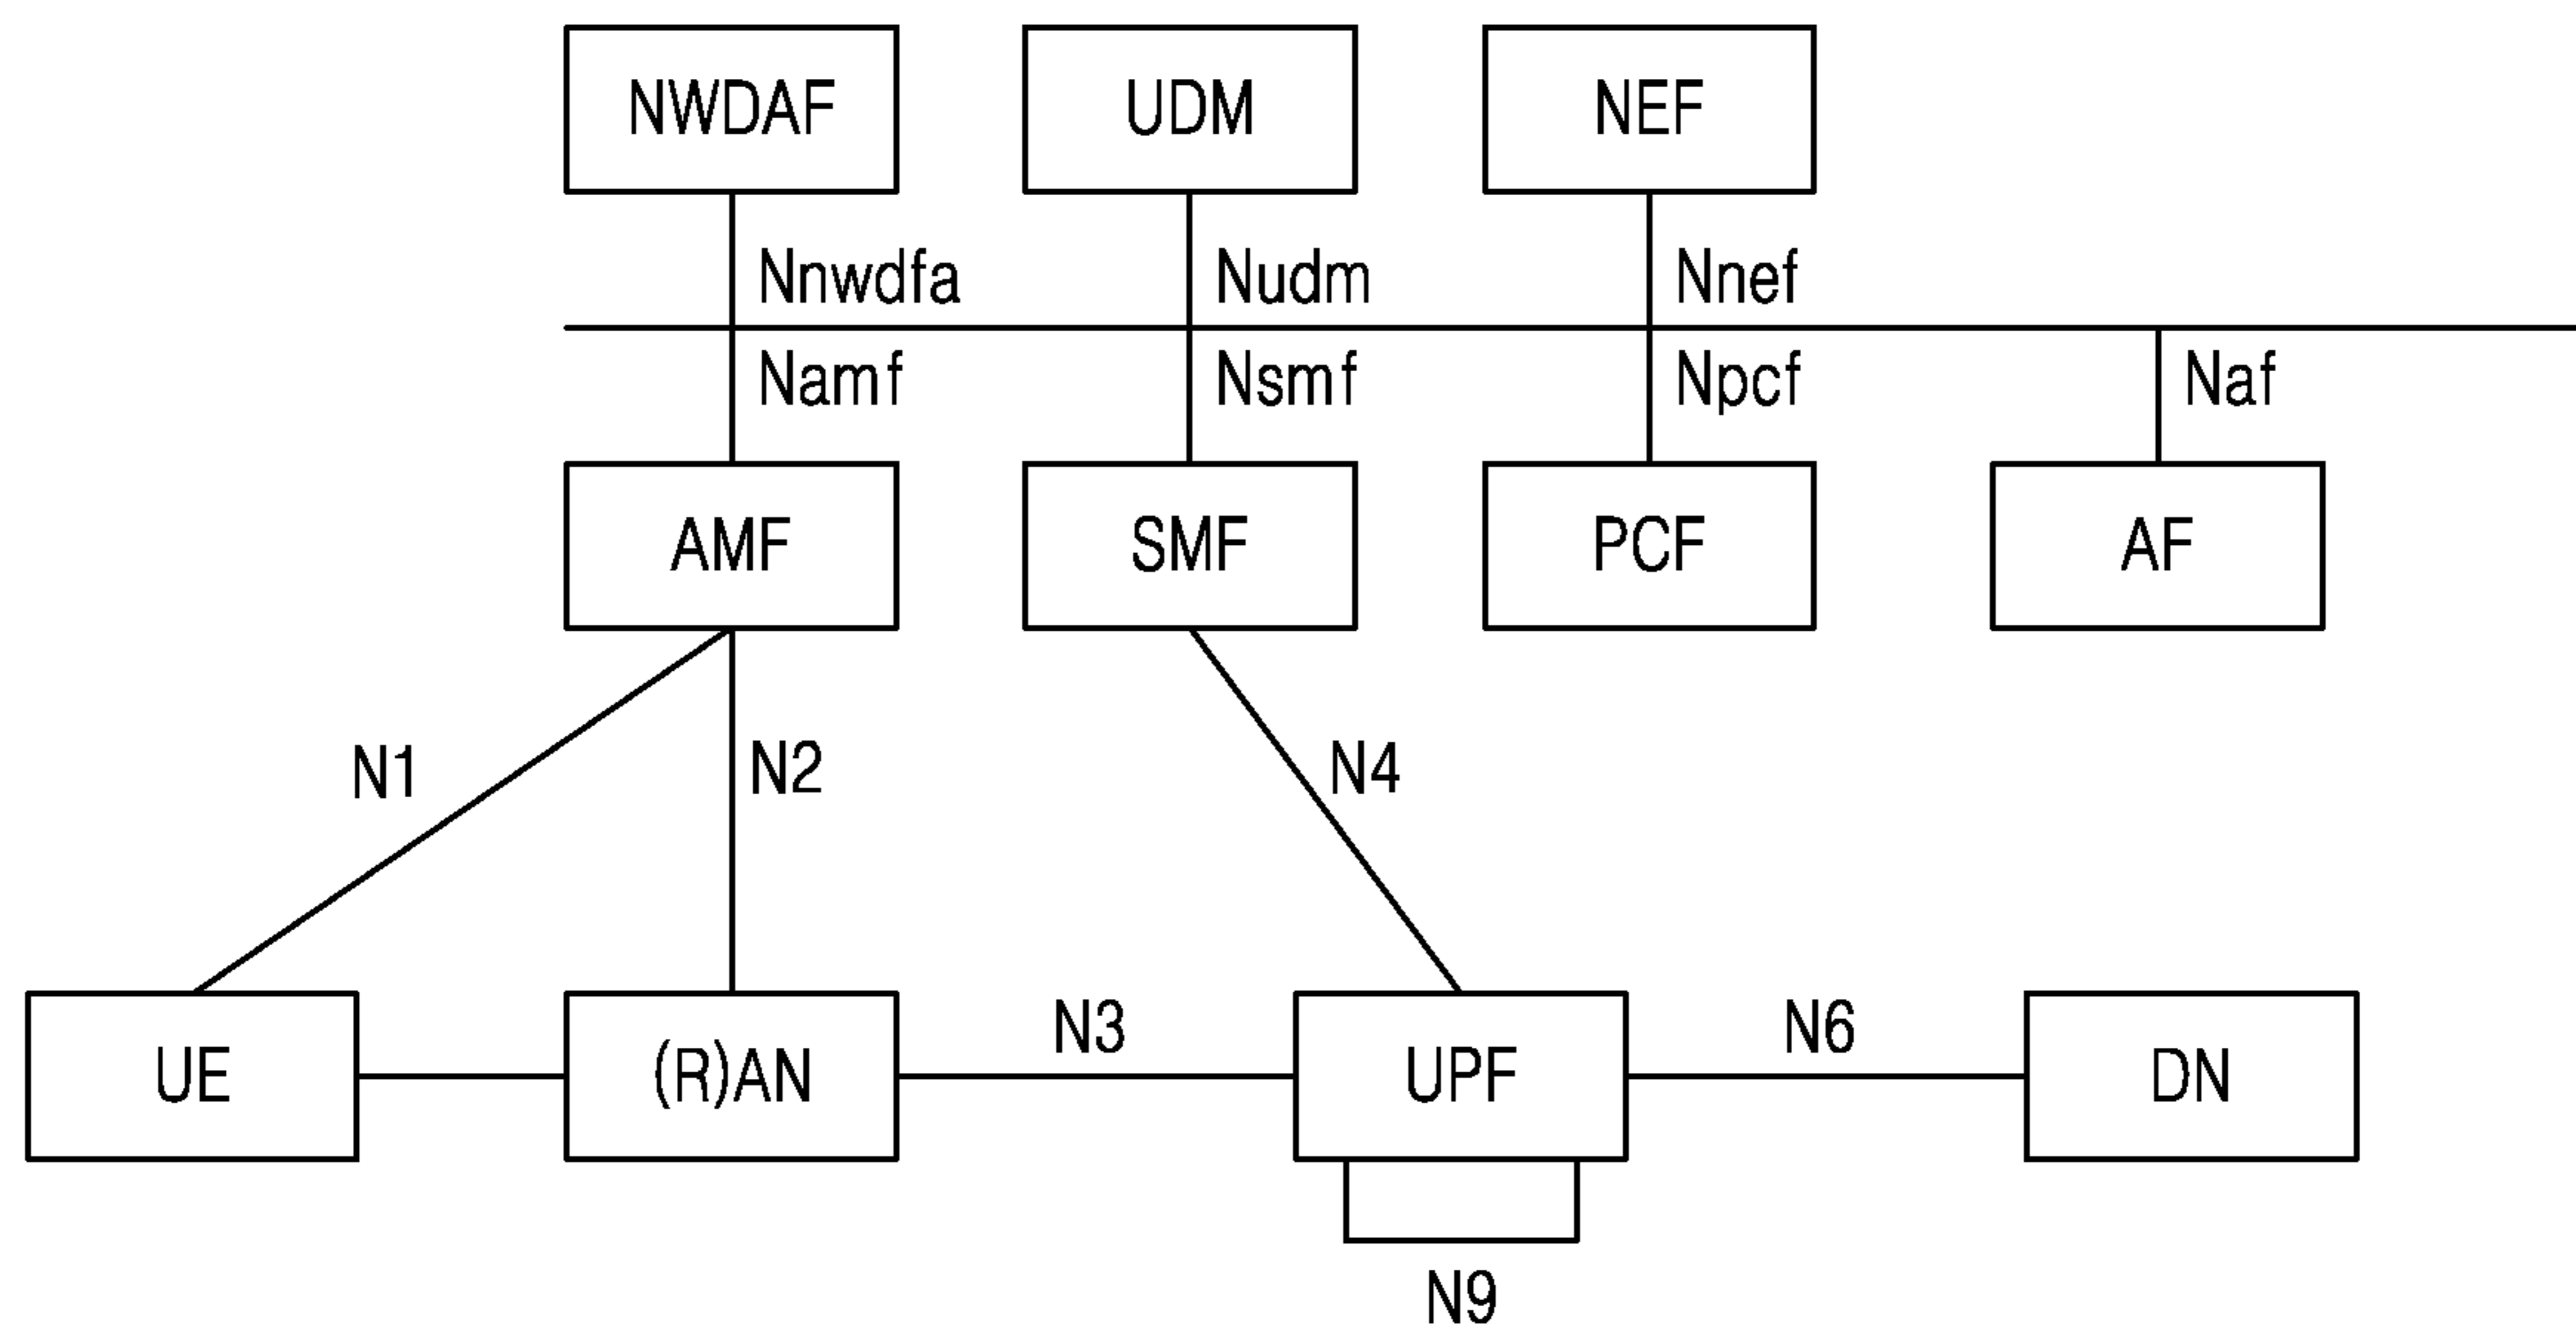 NWDAF UDM NEF
Nnwdfa Nudm Nnef
Namf Nsmf Npcf Naf
AMF SMF PCF AF
N1 N2 N4
N3 N6
UE (R)AN UPF DN
N9